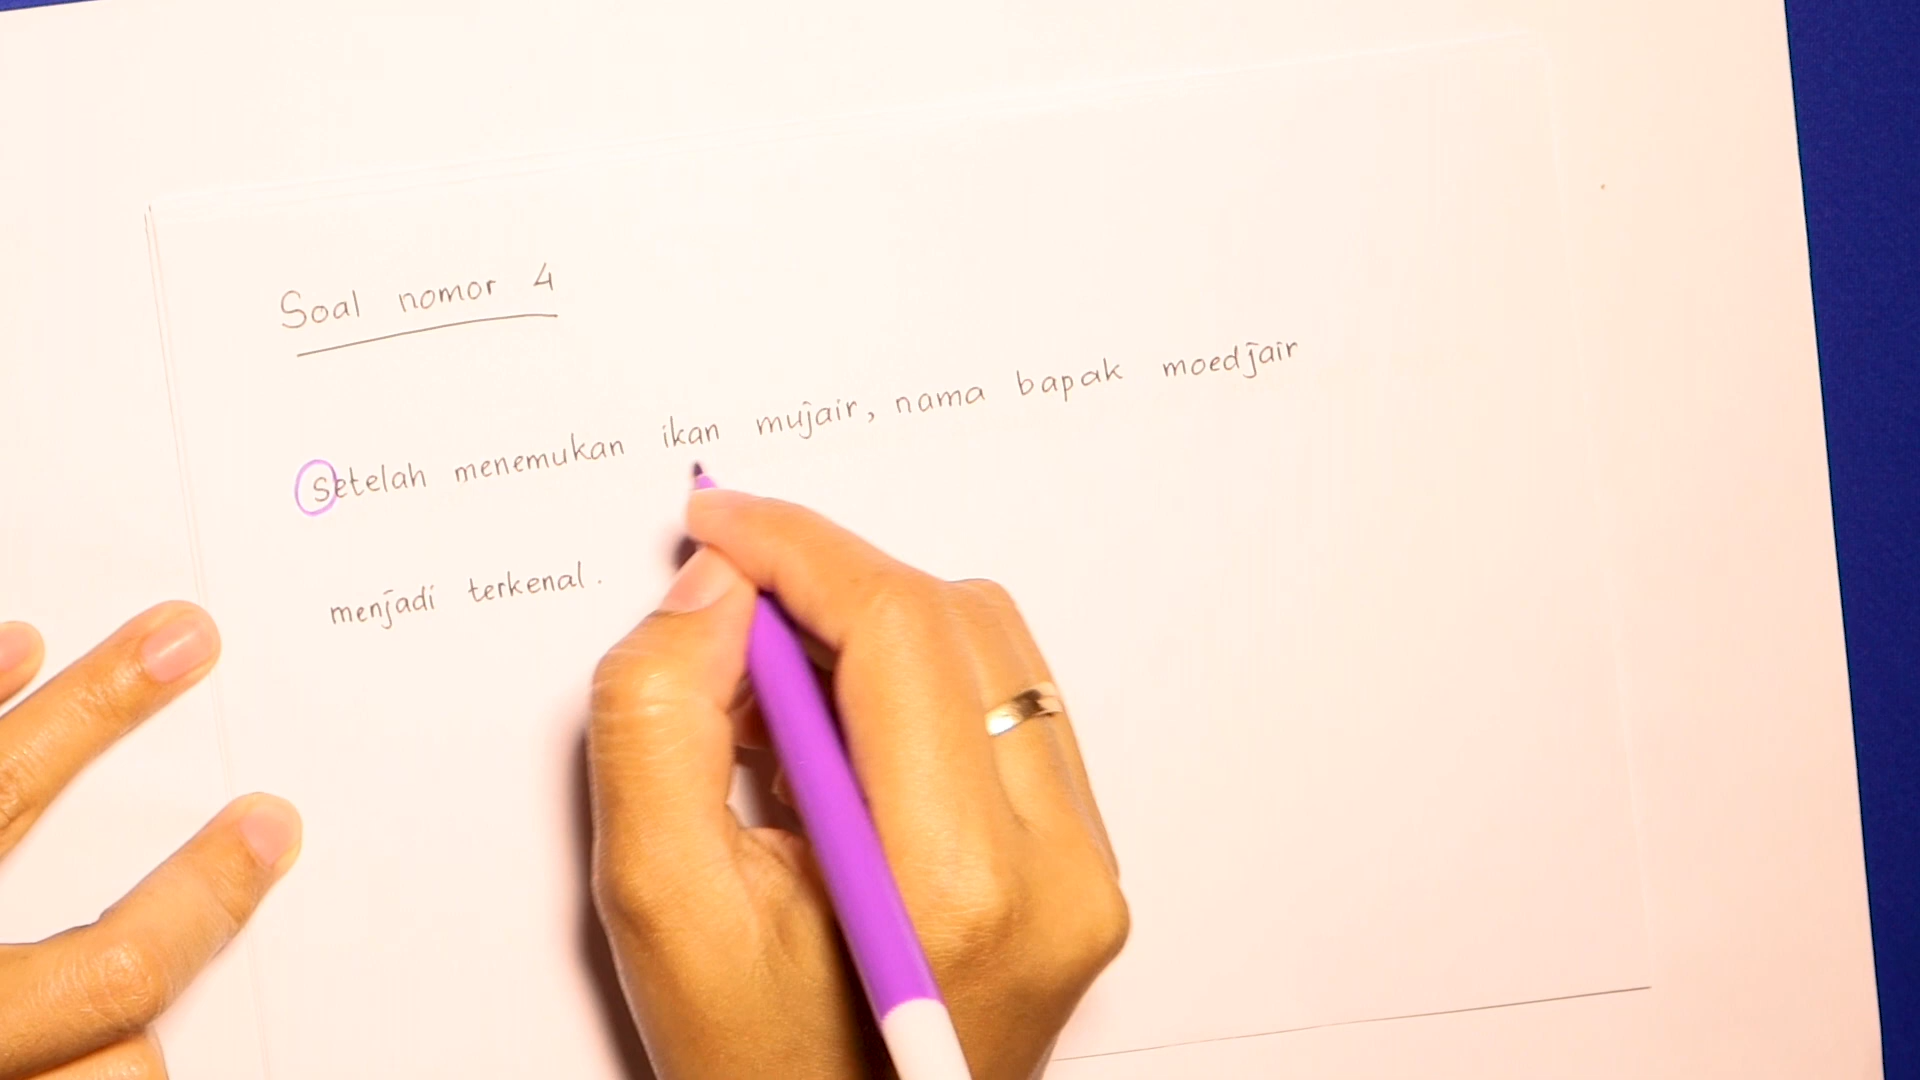 Soal nomor 4
setelah menemukan ikan mujair, nama bapak moedjair
menjadi terkenal.